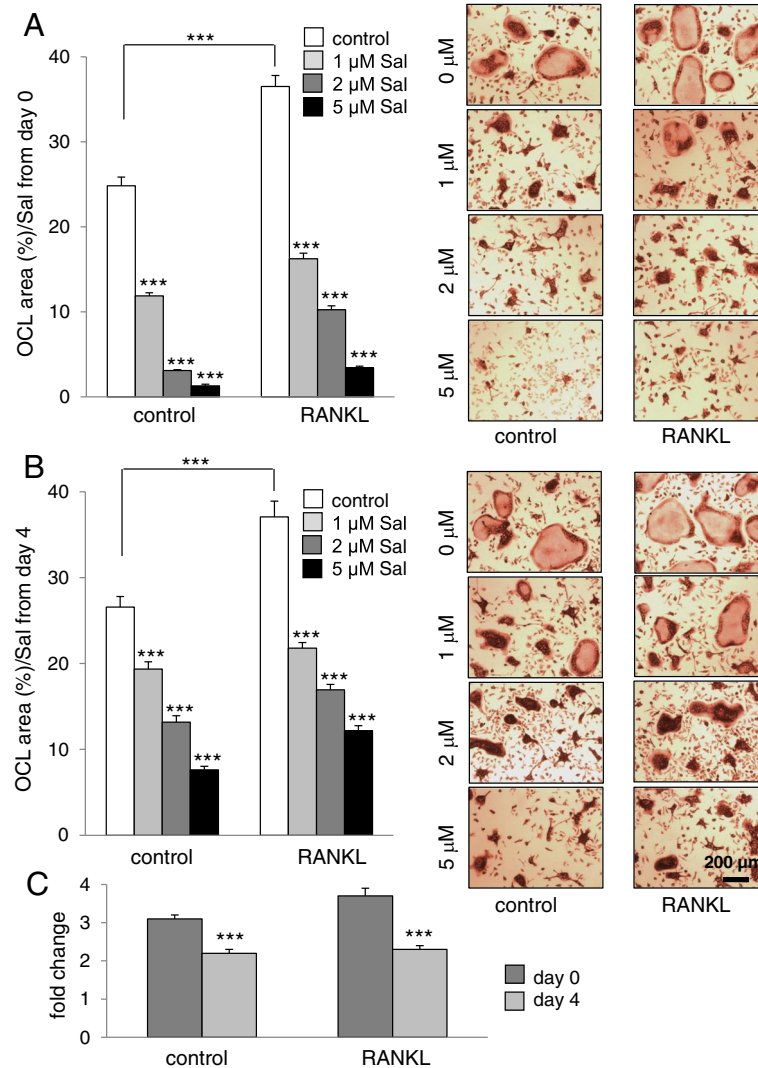 A
OCL area (%)/Sal from day 0
40
30
20
10
0
***
control
1 µM Sal
2 µM Sal
5 µM Sal
***
***
***
***
***
***
control
RANKL
0 µM
1 µM
2 µM
5 µM
control
RANKL
B
OCL area (%)/Sal from day 4
40
30
20
10
0
***
control
1 µM Sal
2 µM Sal
5 µM Sal
***
***
***
***
***
***
control
RANKL
0 µM
1 µM
2 µM
5 µM
200 µm
control
RANKL
C
fold change
4
3
2
1
0
***
***
control
RANKL
day 0
day 4